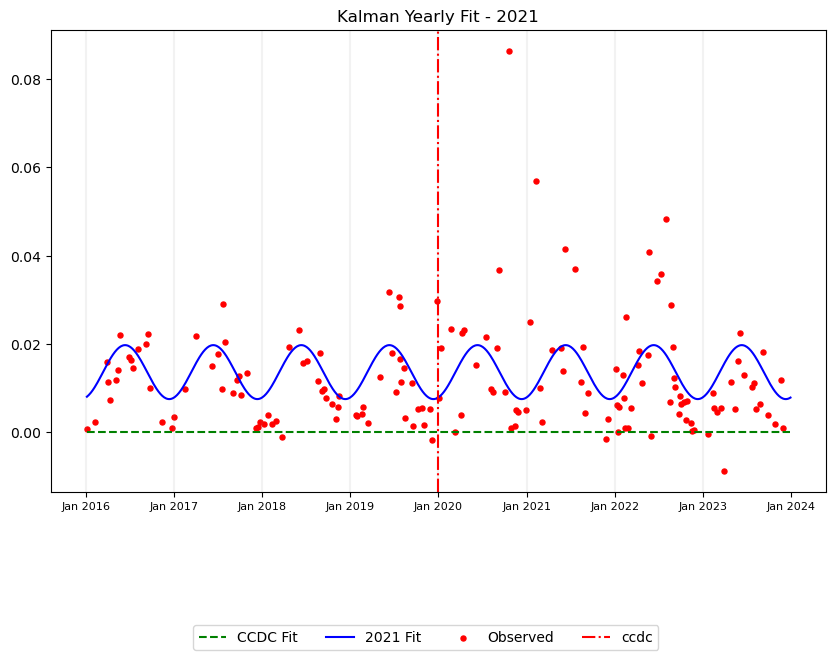 Kalman Yearly Fit - 2021
0.08
0.06
0.04
0.02
0.00
Jan 2016 Jan 2017 Jan 2018 Jan 2019 Jan 2020 Jan 2021 Jan 2022 Jan 2023 Jan 2024
CCDC Fit 2021 Fit Observed ccdc